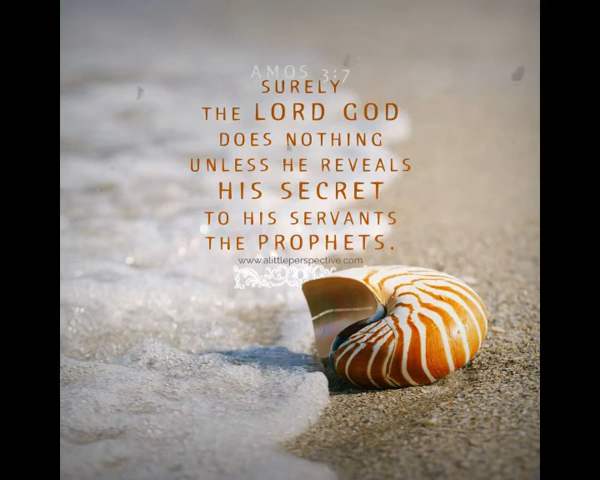 AMOS 3:7
SURELY
THE LORD GOD
DOES NOTHING
UNLESS HE REVEALS
HIS SECRET
TO HIS SERVANTS
THE PROPHETS.
www.alittleperspective.com